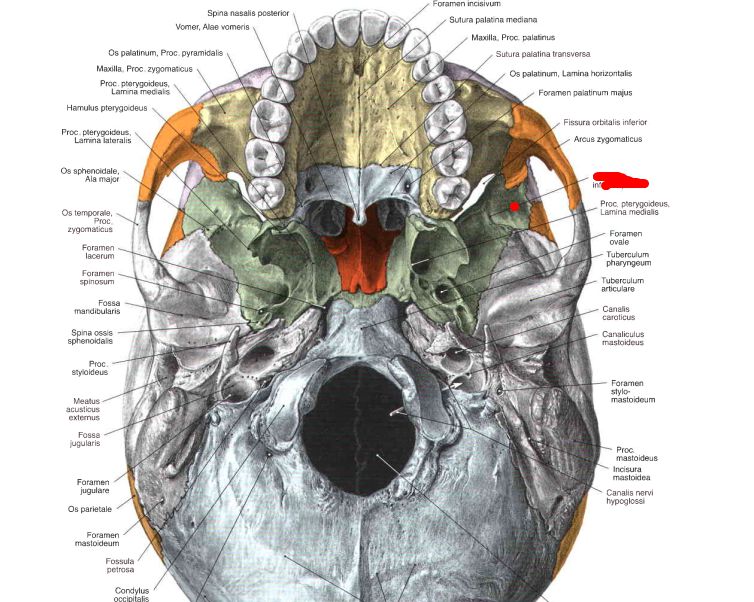 Foramen incisivum
Spina nasalis posterior
Sutura palatina mediana
Vomer, Alae vomeris
Maxilla, Proc. palatinus
Os palatinum, Proc. pyramidalis
Sutura palatina transversa
Maxilla, Proc. zygomaticus
Os palatinum, Lamina horizontalis
Proc. pterygoideus,
Lamina medialis
Foramen palatinum majus
Hamulus pterygoideus
Fissura orbitalis inferior
Proc. pterygoideus,
Lamina lateralis
Arcus zygomaticus
Os sphenoidale,
Ala major
Proc. pterygoideus,
Lamina medialis
Os temporale,
Proc.
zygomaticus
Foramen
ovale
Foramen
lacerum
Tuberculum
pharyngeum
Foramen
spinosum
Tuberculum
articulare
Fossa
mandibularis
Canalis
caroticus
Spina ossis
sphenoidalis
Canaliculus
mastoideus
Proc.
styloideus
Foramen
stylo-
mastoideum
Meatus
acusticus
externus
Fossa
jugularis
Proc.
mastoideus
Foramen
jugulare
Incisura
mastoidea
Os parietale
Canalis nervi
hypoglossi
Foramen
mastoideum
Fossula
petrosa
Condylus
occipitalis